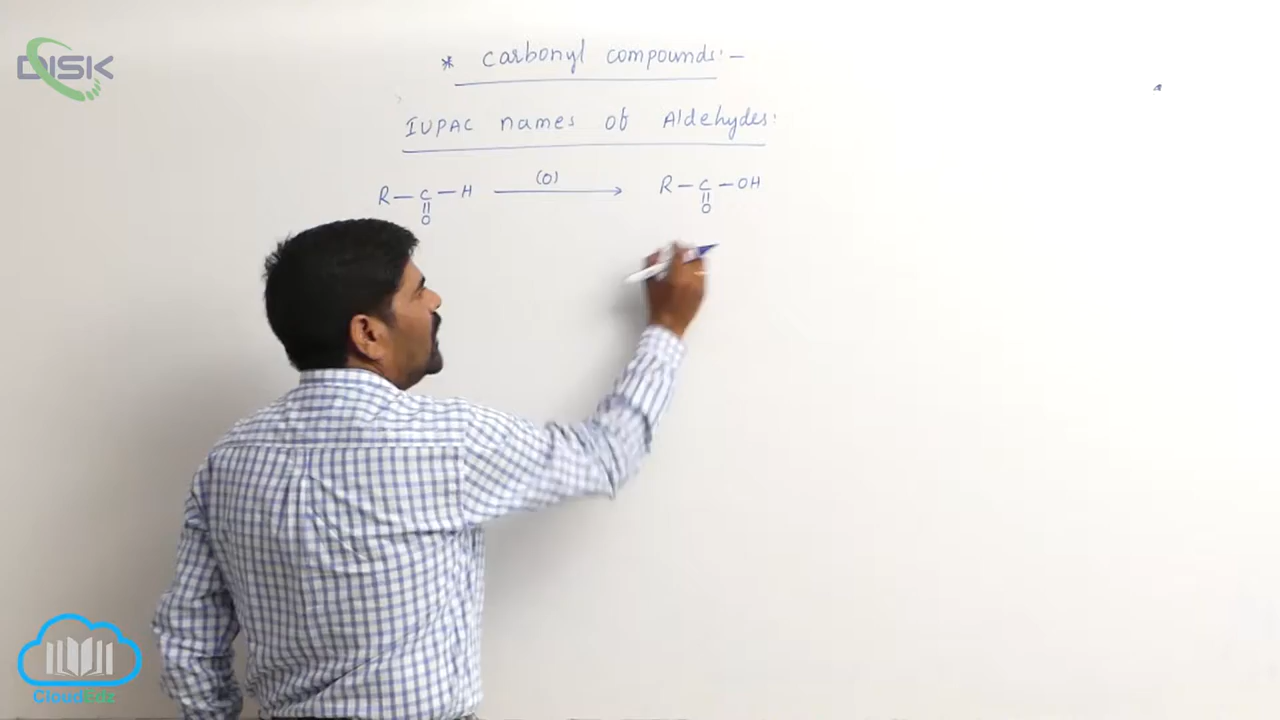 DISK
* Carbonyl compounds:-
IUPAC names of Aldehydes:
R — C — H (O) → R — C — OH
|| ||
O O
CloudEdz